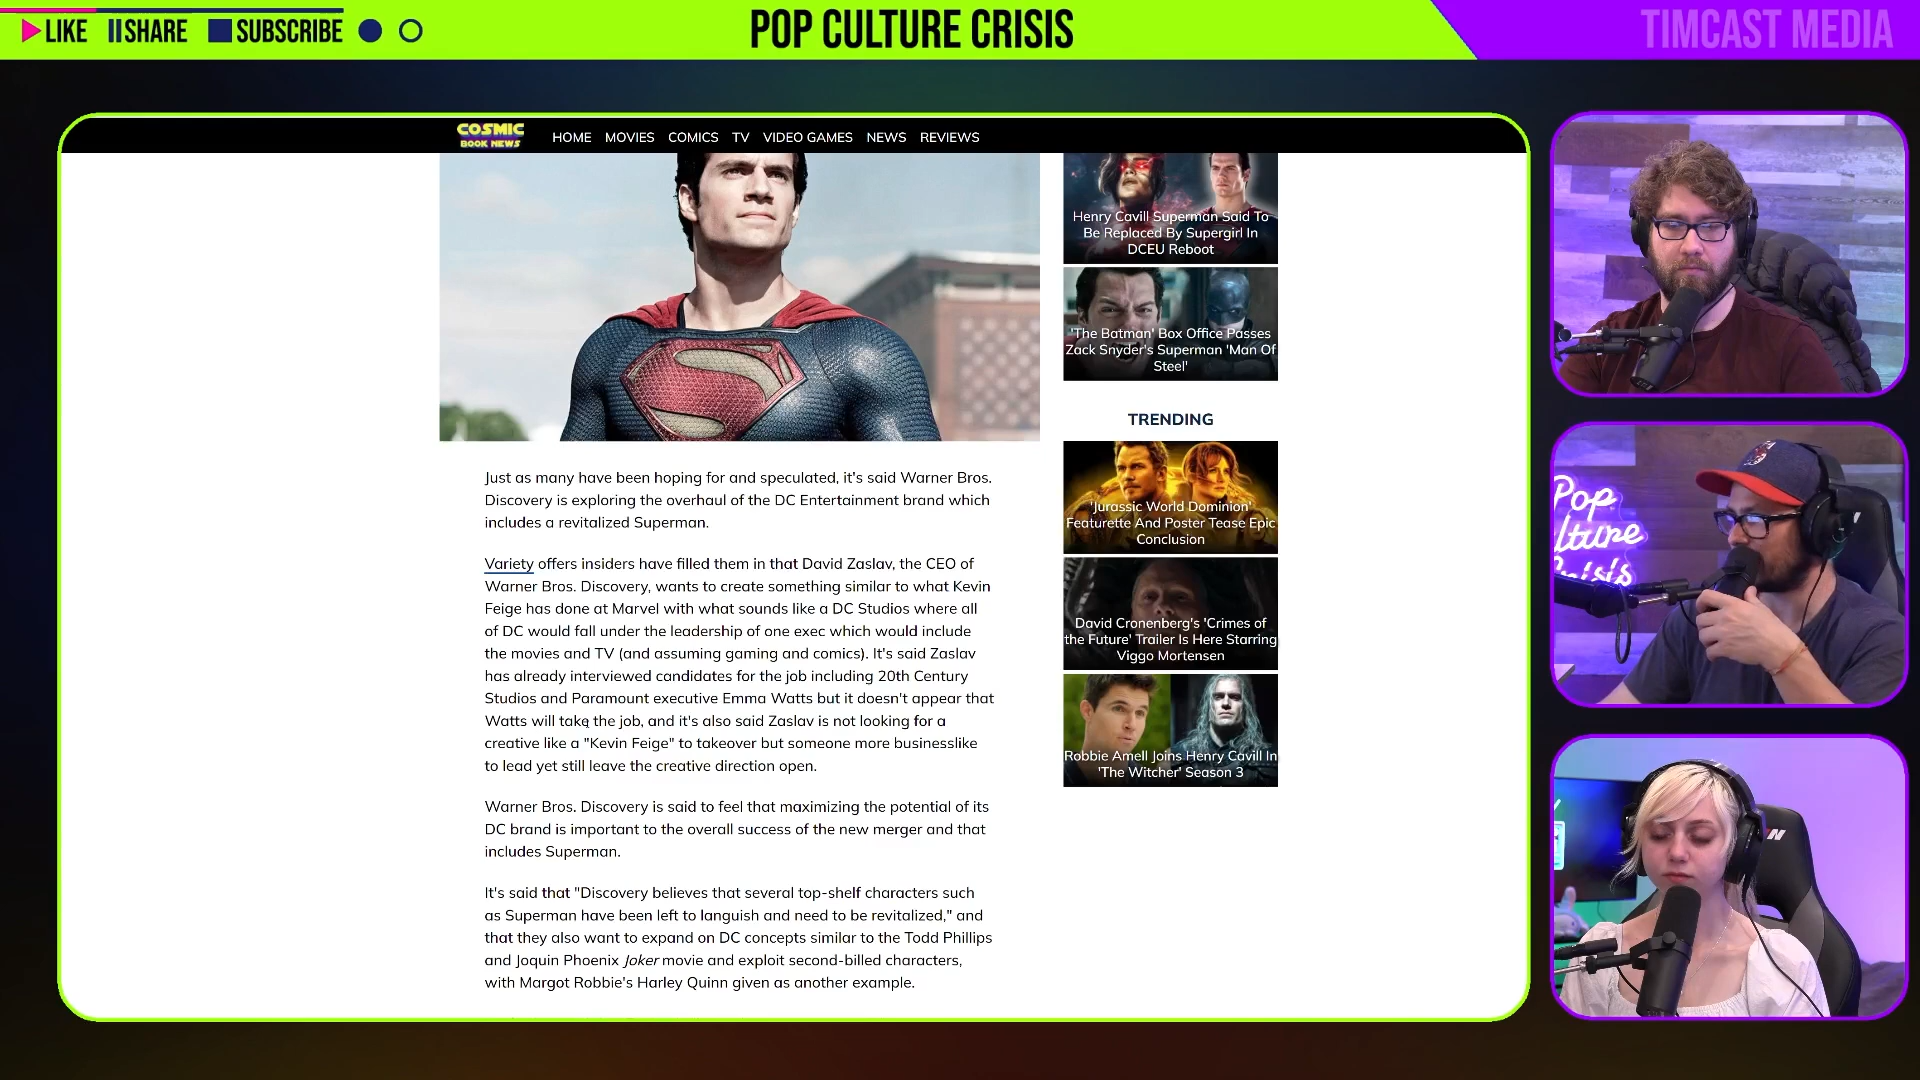 LIKE SHARE SUBSCRIBE
POP CULTURE CRISIS
TIMCAST MEDIA
COSMIC
BOOK NEWS
HOME MOVIES COMICS TV VIDEO GAMES NEWS REVIEWS
Just as many have been hoping for and speculated, it's said Warner Bros.
Discovery is exploring the overhaul of the DC Entertainment brand which
includes a revitalized Superman.
Variety offers insiders have filled them in that David Zaslav, the CEO of
Warner Bros. Discovery, wants to create something similar to what Kevin
Feige has done at Marvel with what sounds like a DC Studios where all
of DC would fall under the leadership of one exec which would include
the movies and TV (and assuming gaming and comics). It's said Zaslav
has already interviewed candidates for the job including 20th Century
Studios and Paramount executive Emma Watts but it doesn't appear that
Watts will take the job, and it's also said Zaslav is not looking for a
creative like a "Kevin Feige" to takeover but someone more businesslike
to lead yet still leave the creative direction open.
Warner Bros. Discovery is said to feel that maximizing the potential of its
DC brand is important to the overall success of the new merger and that
includes Superman.
It's said that "Discovery believes that several top-shelf characters such
as Superman have been left to languish and need to be revitalized," and
that they also want to expand on DC concepts similar to the Todd Phillips
and Joquin Phoenix Joker movie and exploit second-billed characters,
with Margot Robbie's Harley Quinn given as another example.
Henry Cavill Superman Said To
Be Replaced By Supergirl In
DCEU Reboot
'The Batman' Box Office Passes
Zack Snyder's Superman 'Man Of
Steel'
TRENDING
'Jurassic World Dominion'
Featurette And Poster Tease Epic
Conclusion
David Cronenberg's 'Crimes of
the Future' Trailer Is Here Starring
Viggo Mortensen
Robbie Amell Joins Henry Cavill In
'The Witcher' Season 3
Pop
lture
Crisis